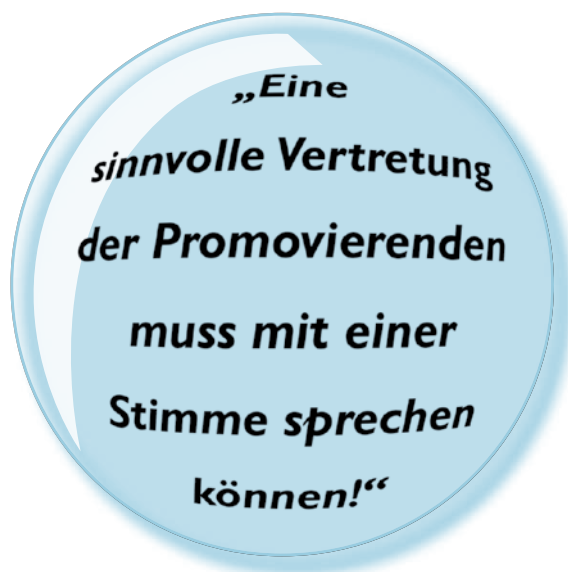 „Eine
sinnvolle Vertretung
der Promovierenden
muss mit einer
Stimme sprechen
können!“